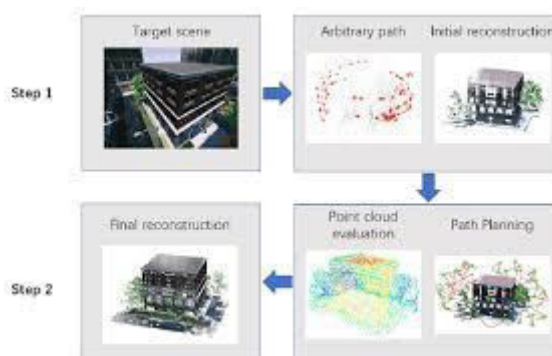 Target scene
Arbitrary path
Initial reconstruction
Step 1
Final reconstruction
Point cloud
evaluation
Path Planning
Step 2